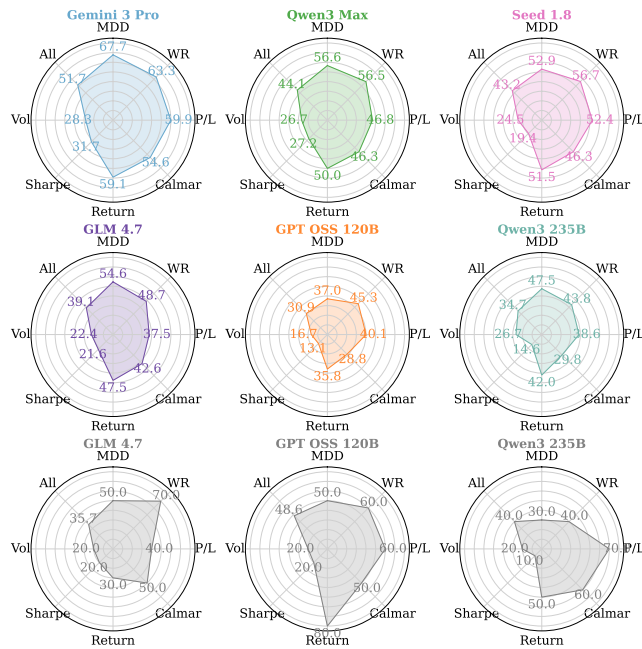 Gemini 3 Pro
MDD
67.7
All
WR
51.7
63.3
Vol
28.3
59.9
P/L
31.7
54.6
Sharpe
59.1
Calmar
Return
Qwen3 Max
MDD
56.6
All
WR
44.1
56.5
Vol
26.7
46.8
P/L
27.2
46.3
Sharpe
50.0
Calmar
Return
Seed 1.8
MDD
52.9
All
WR
43.2
56.7
Vol
24.5
52.4
P/L
19.4
46.3
Sharpe
51.5
Calmar
Return
GLM 4.7
MDD
54.6
All
WR
39.1
48.7
Vol
22.4
37.5
P/L
21.6
42.6
Sharpe
47.5
Calmar
Return
GPT OSS 120B
MDD
37.0
All
WR
30.9
45.3
Vol
16.7
40.1
P/L
13.1
28.8
Sharpe
35.8
Calmar
Return
Qwen3 235B
MDD
47.5
All
WR
34.7
43.8
Vol
26.7
38.6
P/L
14.6
29.8
Sharpe
42.0
Calmar
Return
GLM 4.7
MDD
50.0
All
WR
35.7
70.0
Vol
20.0
40.0
P/L
20.0
50.0
Sharpe
30.0
Calmar
Return
GPT OSS 120B
MDD
50.0
All
WR
48.6
60.0
Vol
20.0
60.0
P/L
20.0
50.0
Sharpe
80.0
Calmar
Return
Qwen3 235B
MDD
30.0
All
WR
40.0
40.0
Vol
20.0
70.0
P/L
10.0
60.0
Sharpe
50.0
Calmar
Return